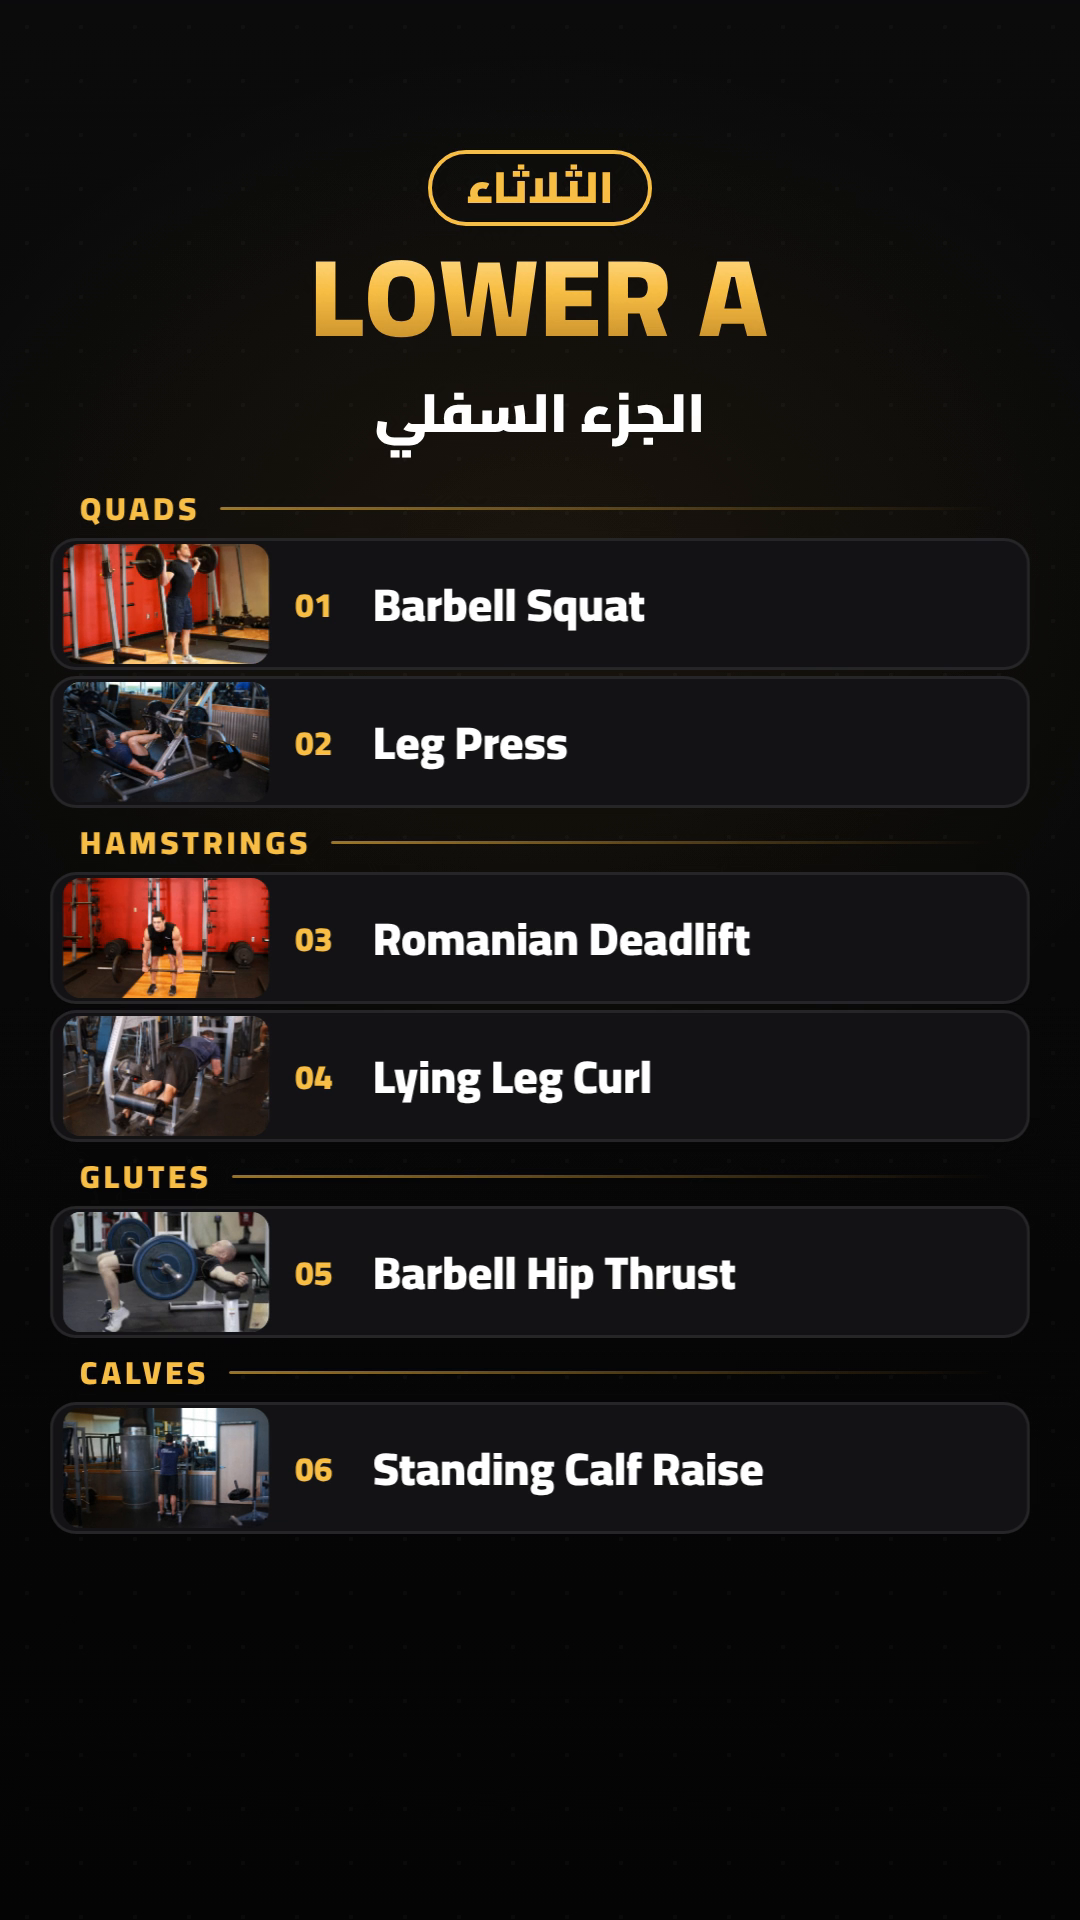 الثلاثاء
LOWER A
الجزء السفلي
QUADS
01 Barbell Squat
02 Leg Press
HAMSTRINGS
03 Romanian Deadlift
04 Lying Leg Curl
GLUTES
05 Barbell Hip Thrust
CALVES
06 Standing Calf Raise